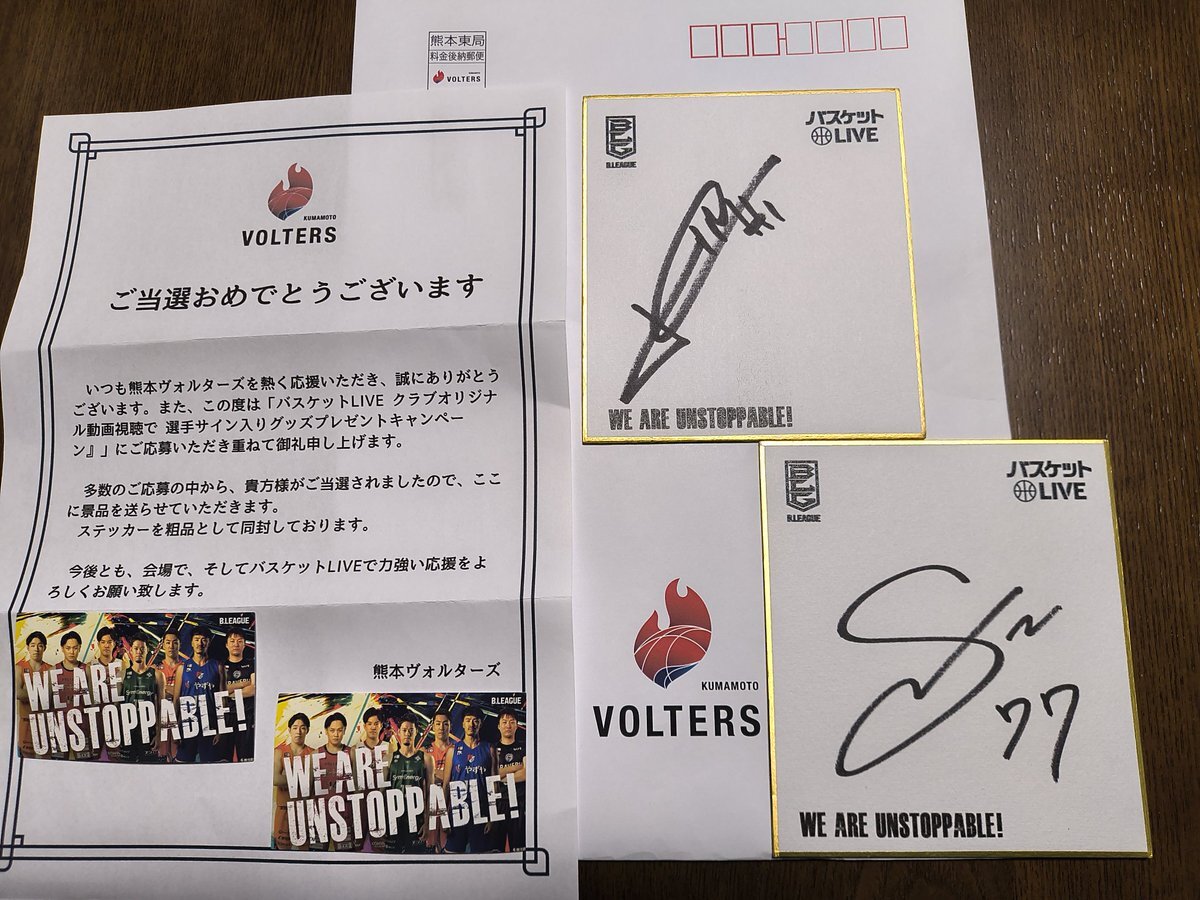 熊本東局
料金後納郵便
VOLTERS
KUMAMOTO
VOLTERS
ご当選おめでとうございます
いつも熊本ヴォルターズを熱く応援いただき、誠にありがとう
ございます。また、この度は「バスケットLIVE クラブオリジナ
ル動画視聴で 選手サイン入りグッズプレゼントキャンペー
ン』」にご応募いただき重ねて御礼申し上げます。
多数のご応募の中から、貴方様がご当選されましたので、ここ
に景品を送らせていただきます。
ステッカーを粗品として同封しております。
今後とも、会場で、そしてバスケットLIVEで力強い応援をよ
ろしくお願い致します。
熊本ヴォルターズ
B.LEAGUE
WE ARE
UNSTOPPABLE!
B.LEAGUE
WE ARE
UNSTOPPABLE!
B.LEAGUE
バスケット
LIVE
#1
WE ARE UNSTOPPABLE!
KUMAMOTO
VOLTERS
B.LEAGUE
バスケット
LIVE
77
WE ARE UNSTOPPABLE!